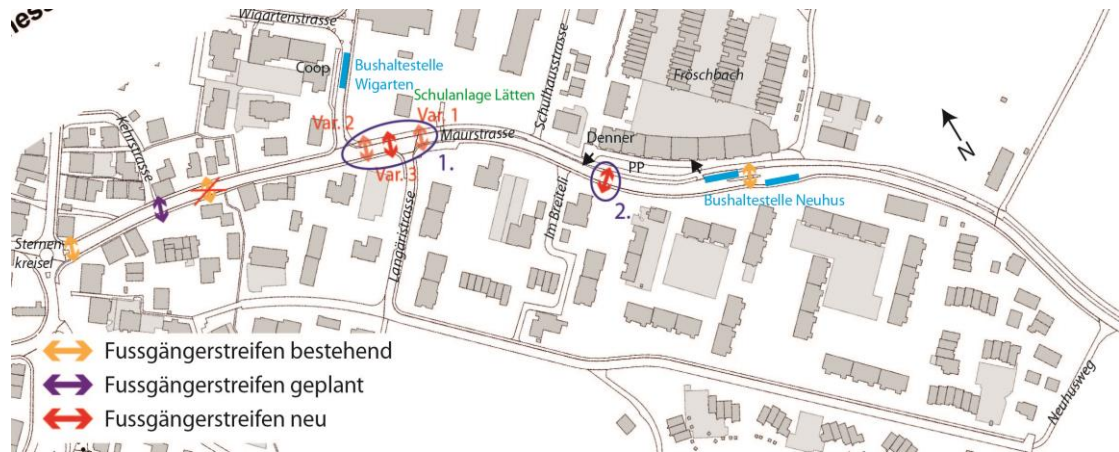 Wigartenstrasse
Coop
Bushaltestelle
Wigarten
Schulanlage Lätten
Schulhausstrasse
Fröschbach
Kehrstrasse
Var. 2
Var. 1
Maurstrasse
Var. 3
1.
Denner
PP
N
2.
Bushaltestelle Neuhus
Im Breiteli
Langäristrasse
Sternen
kreisel
Neuhusweg
Fussgängerstreifen bestehend
Fussgängerstreifen geplant
Fussgängerstreifen neu